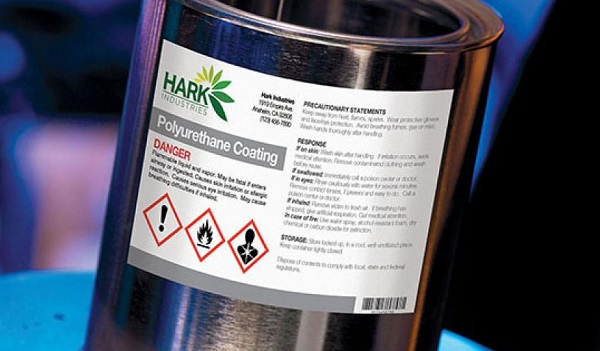 HARK
INDUSTRIES
Hark Industries
1919 Empire Ave.
Anaheim, CA 92806
(123) 456-7890
Polyurethane Coating
DANGER
Flammable liquid and vapor. May be fatal if enters
airway or ingested. Causes skin irritation or allergic
reaction. Causes serious eye irritation. May cause
breathing difficulties if inhaled.
PRECAUTIONARY STATEMENTS
Keep away from heat, flames, sparks. Wear protective gloves
and face/eye protection. Avoid breathing fumes, gas or mist.
Wash hands thoroughly after handling.
RESPONSE
If on skin: Wash skin after handling. If irritation occurs, seek
medical attention. Remove contaminated clothing and wash
before reuse.
If swallowed: Immediately call a poison center or doctor.
If in eyes: Rinse cautiously with water for several minutes.
Remove contact lenses, if present and easy to do. Call a
poison center or doctor.
If inhaled: Remove victim to fresh air. If breathing has
stopped, give artificial respiration. Get medical attention.
In case of fire: Use water spray, alcohol-resistant foam, dry
chemical or carbon dioxide for extinction.
STORAGE: Store locked up, in a cool, well-ventilated place.
Keep container tightly closed.
Dispose of contents to comply with local, state and federal
regulations.